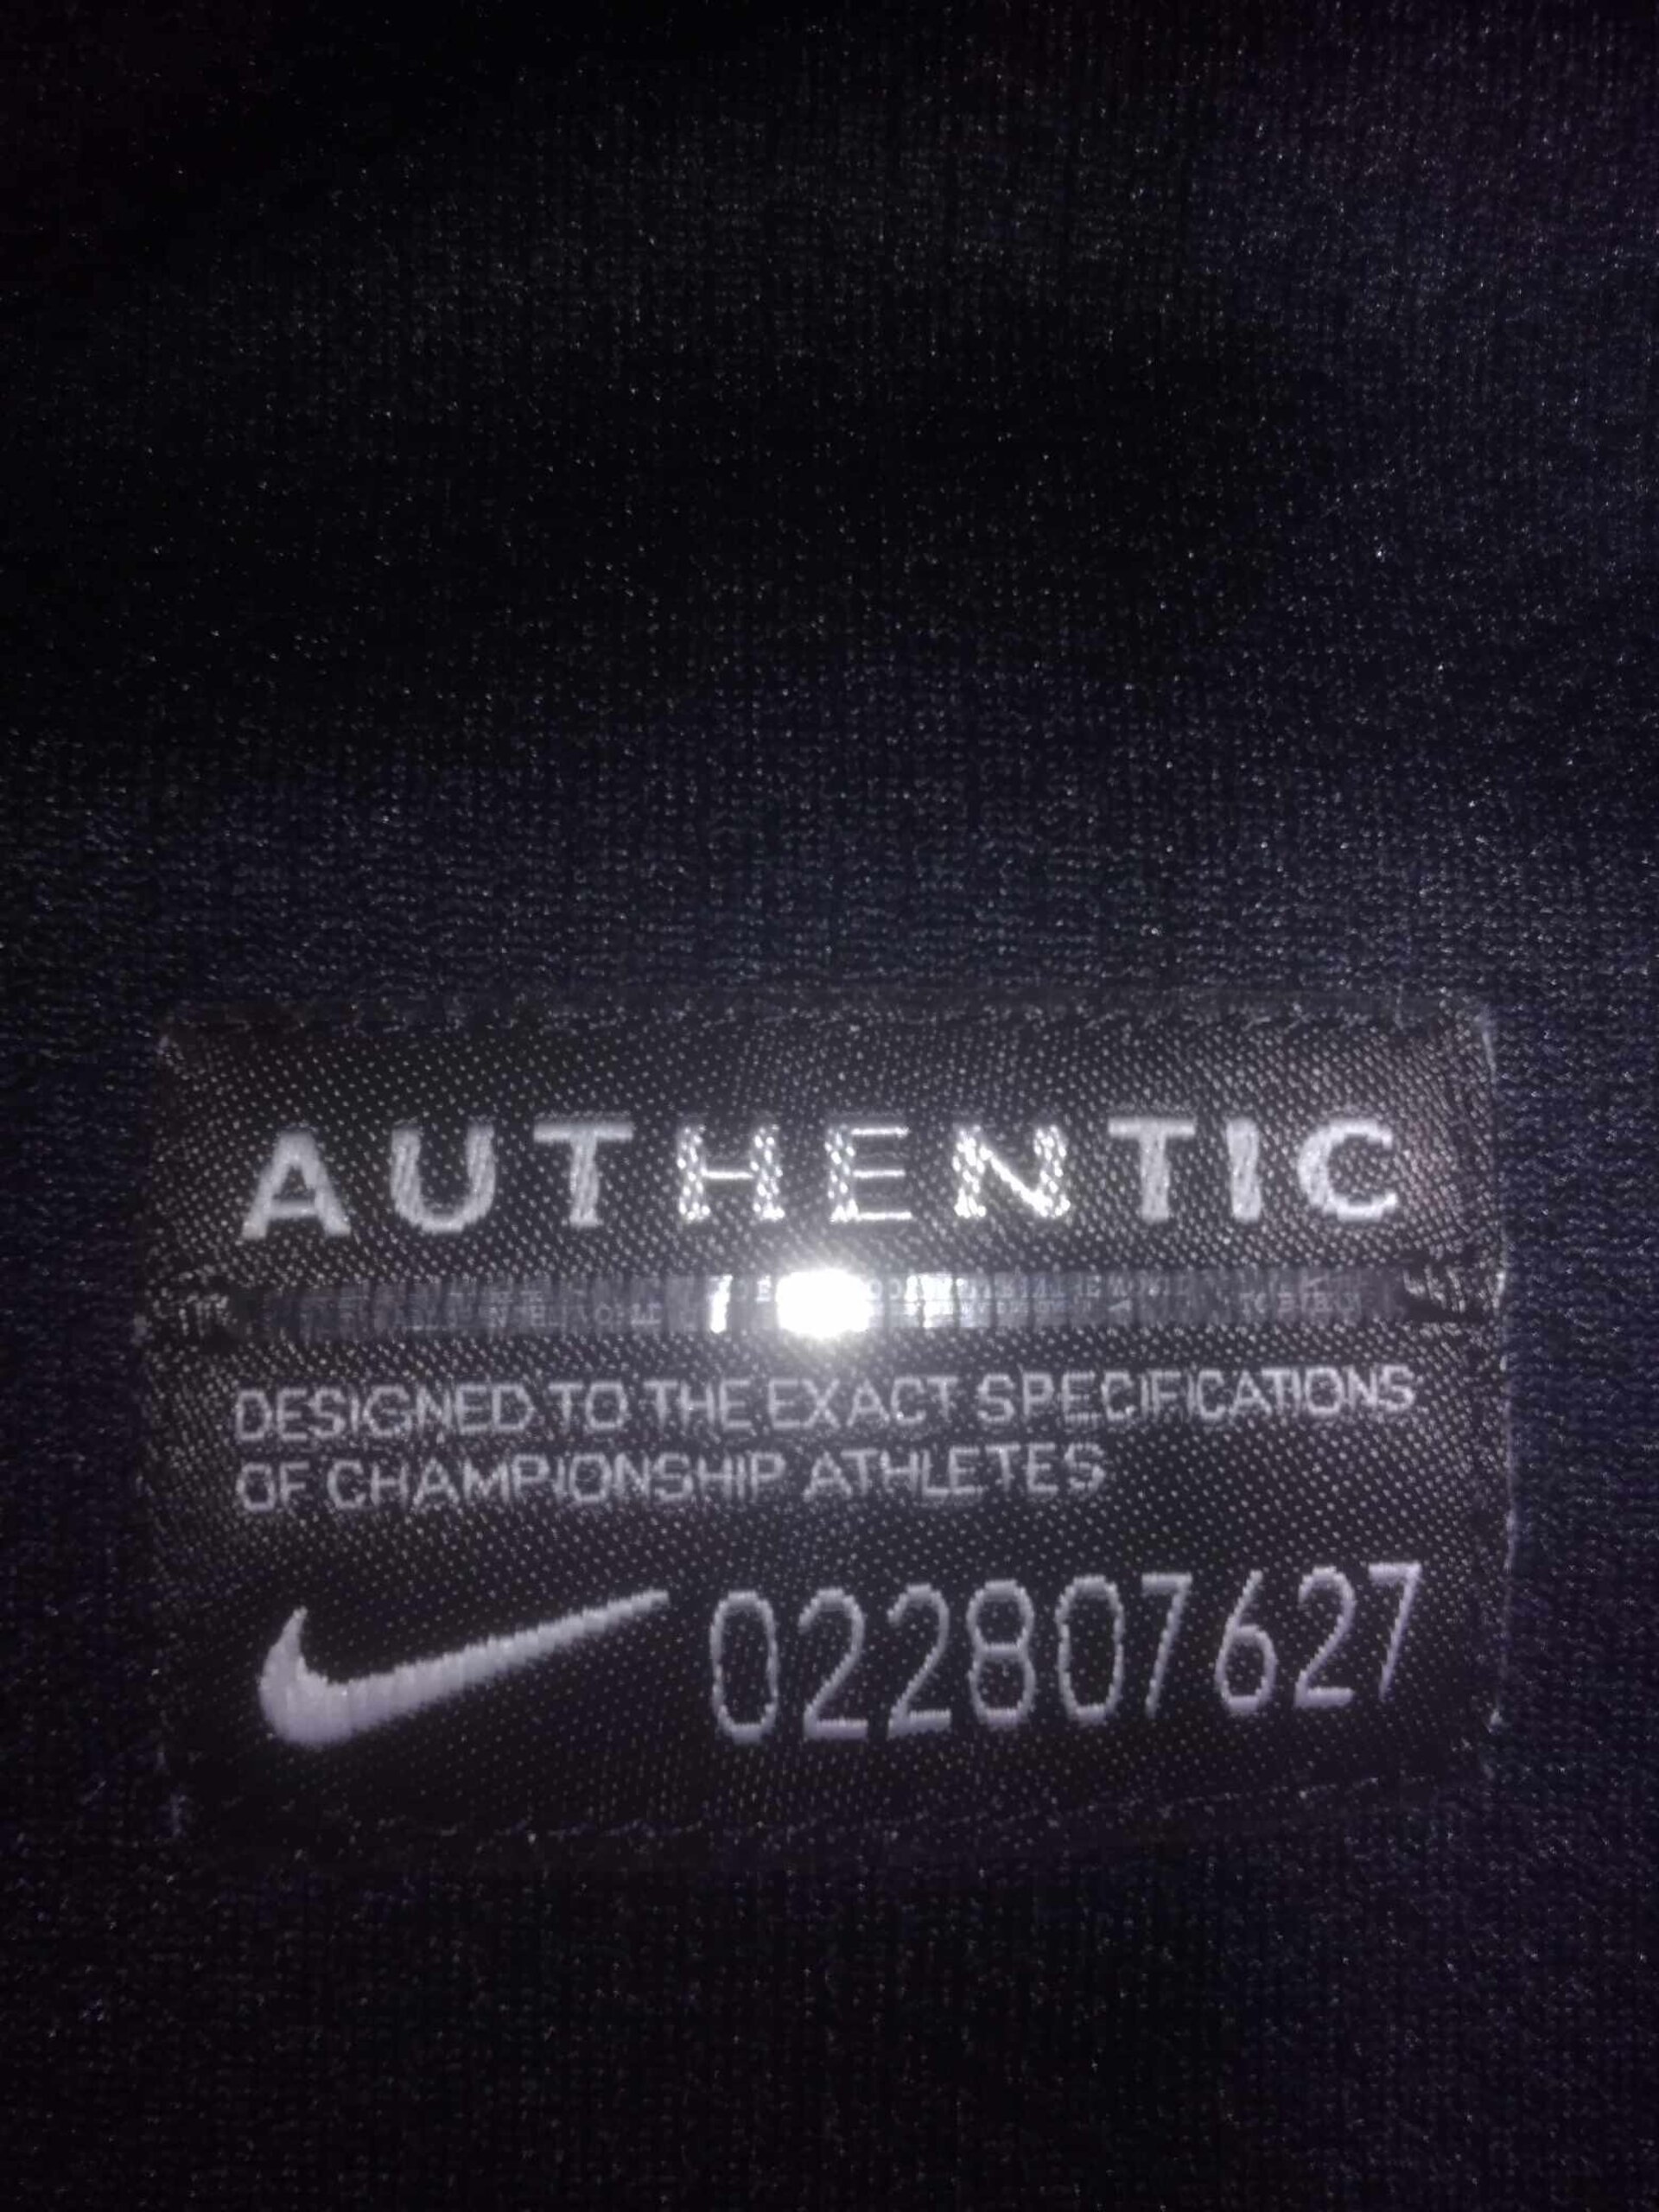 AUTHENTIC
DESIGNED TO THE EXACT SPECIFICATIONS
OF CHAMPIONSHIP ATHLETES
022807627